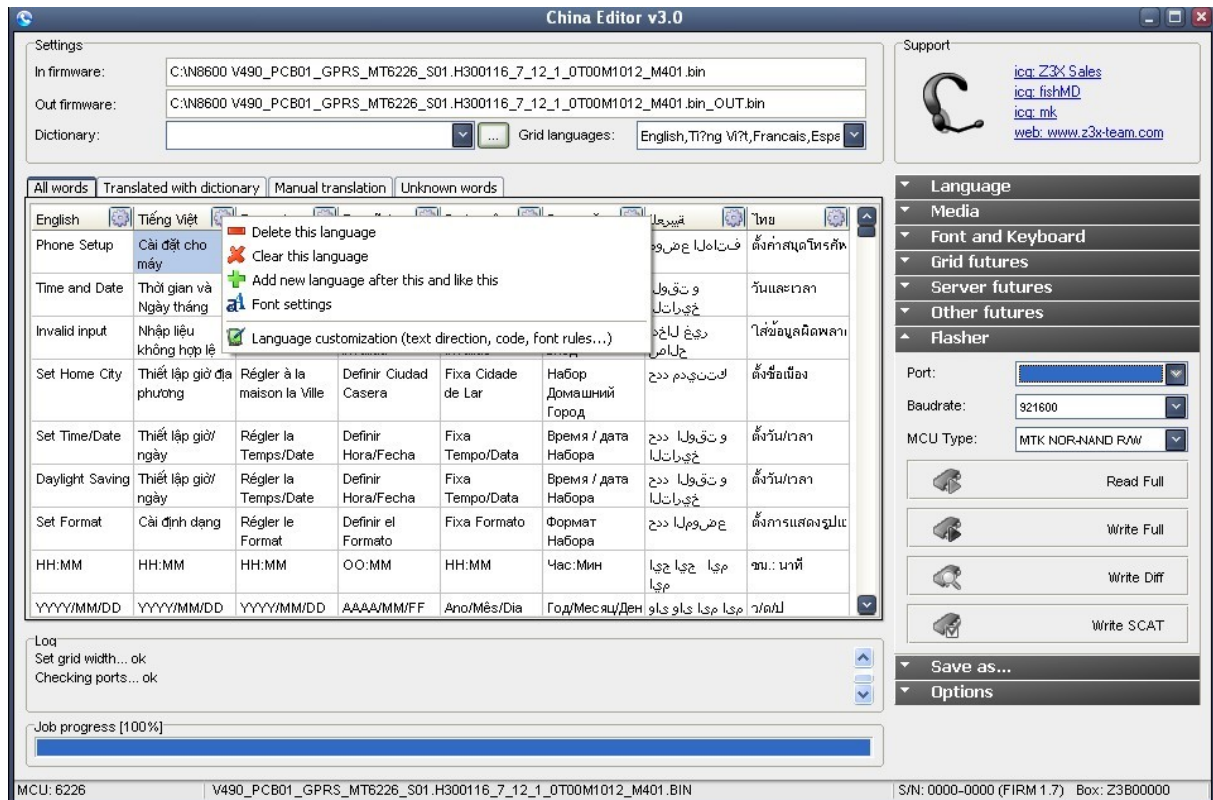 China Editor v3.0
Settings
In firmware: C:\N8600 V490_PCB01_GPRS_MT6226_S01.H300116_7_12_1_0T00M1012_M401.bin
Out firmware: C:\N8600 V490_PCB01_GPRS_MT6226_S01.H300116_7_12_1_0T00M1012_M401.bin_OUT.bin
Dictionary: ... Grid languages: English,Ti?ng Vi?t,Francais,Espa
Support
icq: Z3X Sales
icq: fishMD
icq: mk
web: www.z3x-team.com
All words Translated with dictionary Manual translation Unknown words
English Tiếng Việt ไทย
Delete this language
Clear this language
Add new language after this and like this
Font settings
Language customization (text direction, code, font rules...)
Phone Setup Cài đặt cho
máy
Time and Date Thời gian và วันและเวลา
Ngày tháng
Invalid input Nhập liệu
không hợp lệ
Set Home City Thiết lập giờ địa Régler à la Definir Ciudad Fixa Cidade Набор ตั้งชื่อเมือง
phương maison la Ville Casera de Lar Домашний
Город
Set Time/Date Thiết lập giờ/ Régler la Definir Fixa Время / дата ตั้งวัน/เวลา
ngày Temps/Date Hora/Fecha Tempo/Data Набора
Daylight Saving Thiết lập giờ/ Régler la Definir Fixa Время / дата ตั้งวัน/เวลา
ngày Temps/Date Hora/Fecha Tempo/Data Набора
Set Format Cài định dạng Régler le Definir el Fixa Formato Формат
Format Formato Набора
HH:MM HH:MM HH:MM OO:MM HH:MM Час:Мин ชม.: นาที
YYYY/MM/DD YYYY/MM/DD YYYY/MM/DD AAAA/MM/FF Ano/Mês/Dia Год/Месяц/Ден ว/ด/ป
Language
Media
Font and Keyboard
Grid futures
Server futures
Other futures
Flasher
Port:
Baudrate: 921600
MCU Type: MTK NOR-NAND R/W
Read Full
Write Full
Write Diff
Write SCAT
Save as...
Options
Log
Set grid width... ok
Checking ports... ok
Job progress [100%]
MCU: 6226 V490_PCB01_GPRS_MT6226_S01.H300116_7_12_1_0T00M1012_M401.BIN S/N: 0000-0000 (FIRM 1.7) Box: Z3B00000